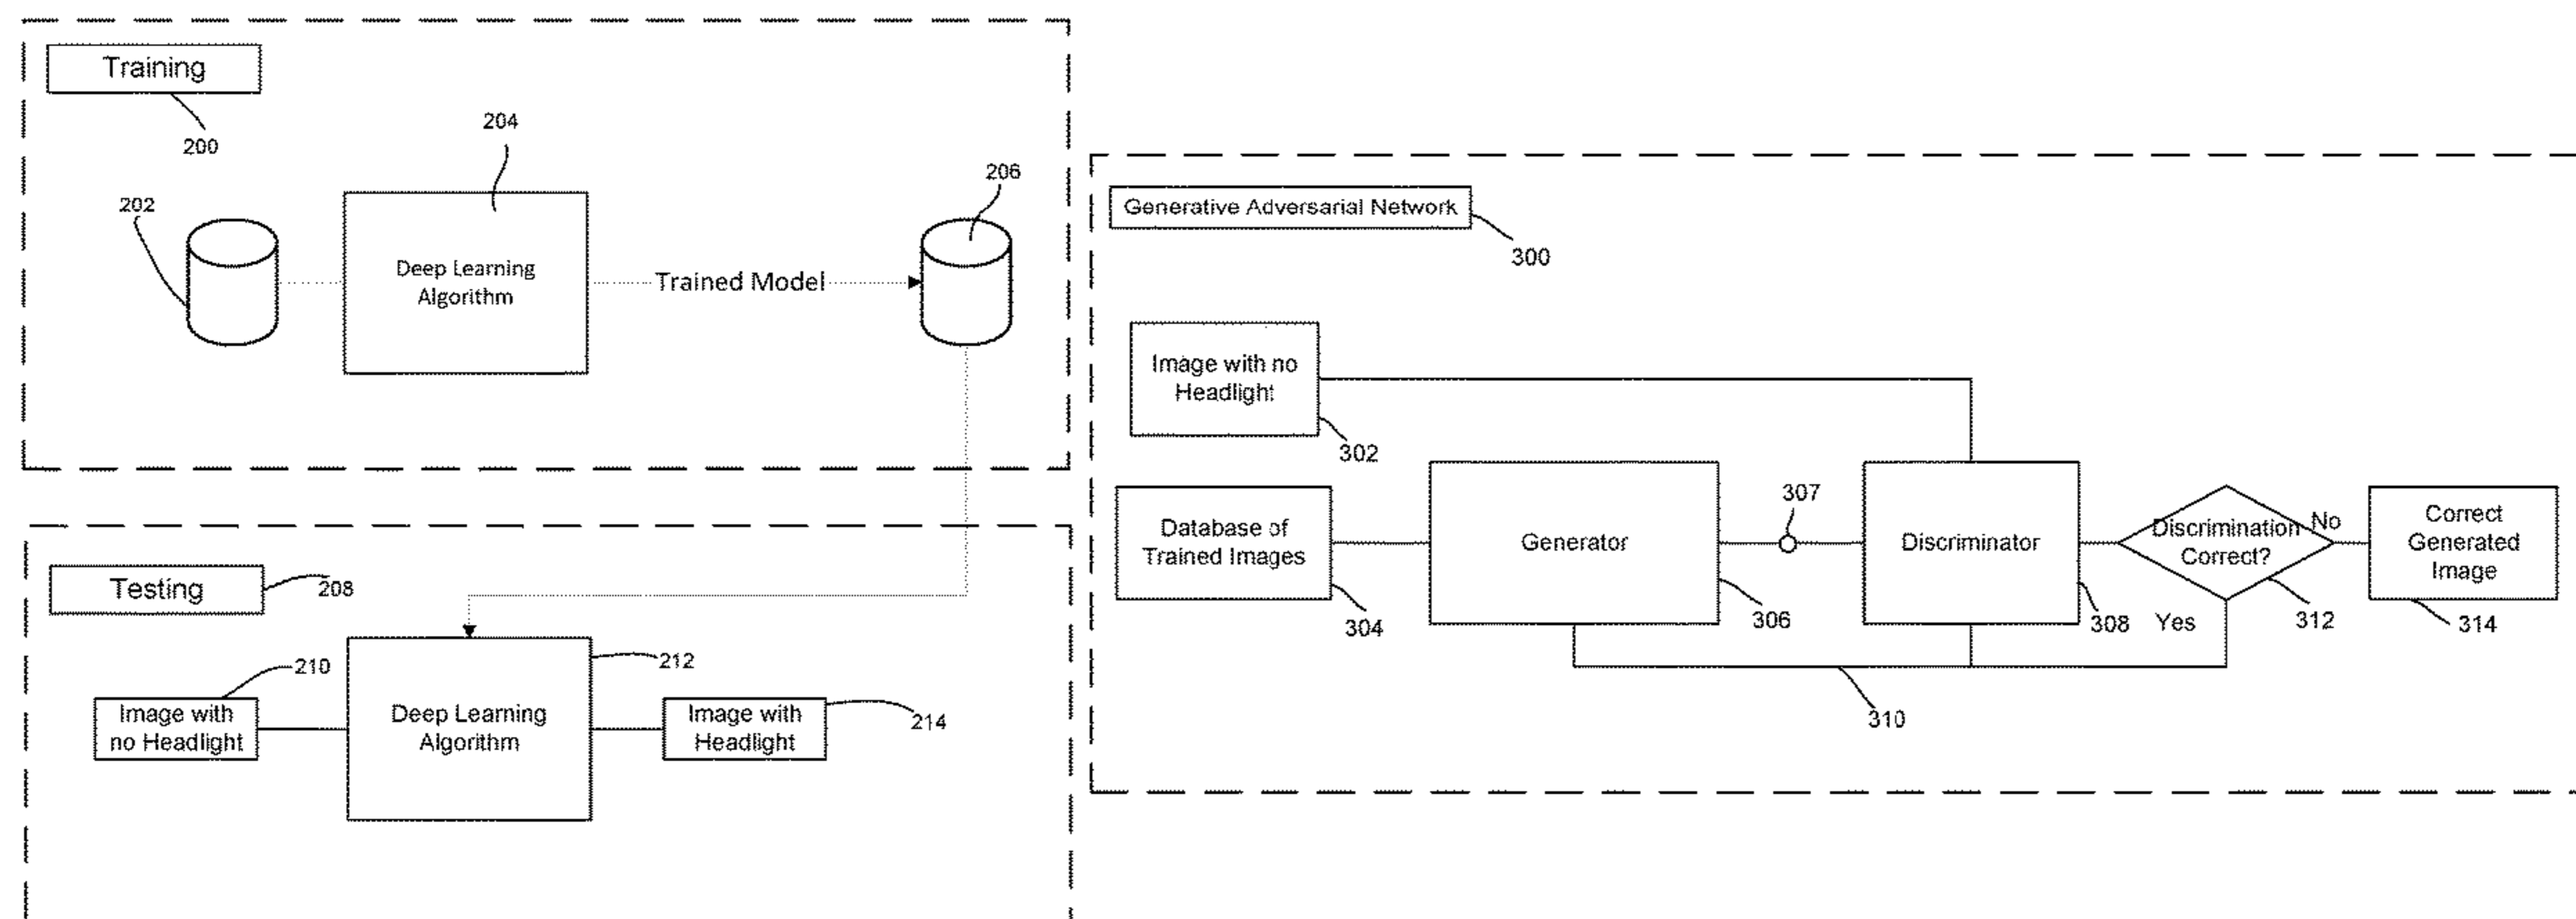 Training
200
202
204
Deep Learning
Algorithm
Trained Model
206
Testing
208
210
Image with
no Headlight
212
Deep Learning
Algorithm
Image with
Headlight
214
Generative Adversarial Network
300
Image with no
Headlight
302
Database of
Trained Images
304
Generator
306
307
Discriminator
308
310
Discrimination
Correct?
312
No
Yes
Correct
Generated
Image
314